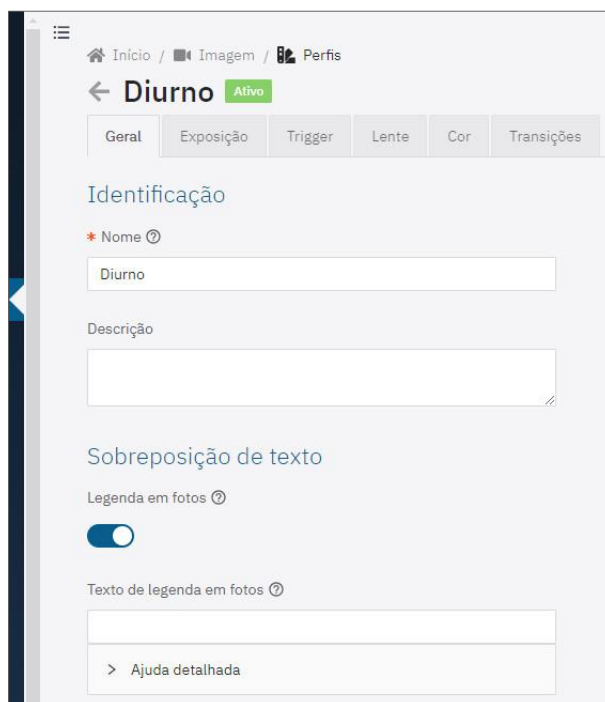 Início / Imagem / Perfis
Diurno Ativo
Geral Exposição Trigger Lente Cor Transições
Identificação
* Nome
Diurno
Descrição
Sobreposição de texto
Legenda em fotos
Texto de legenda em fotos
> Ajuda detalhada